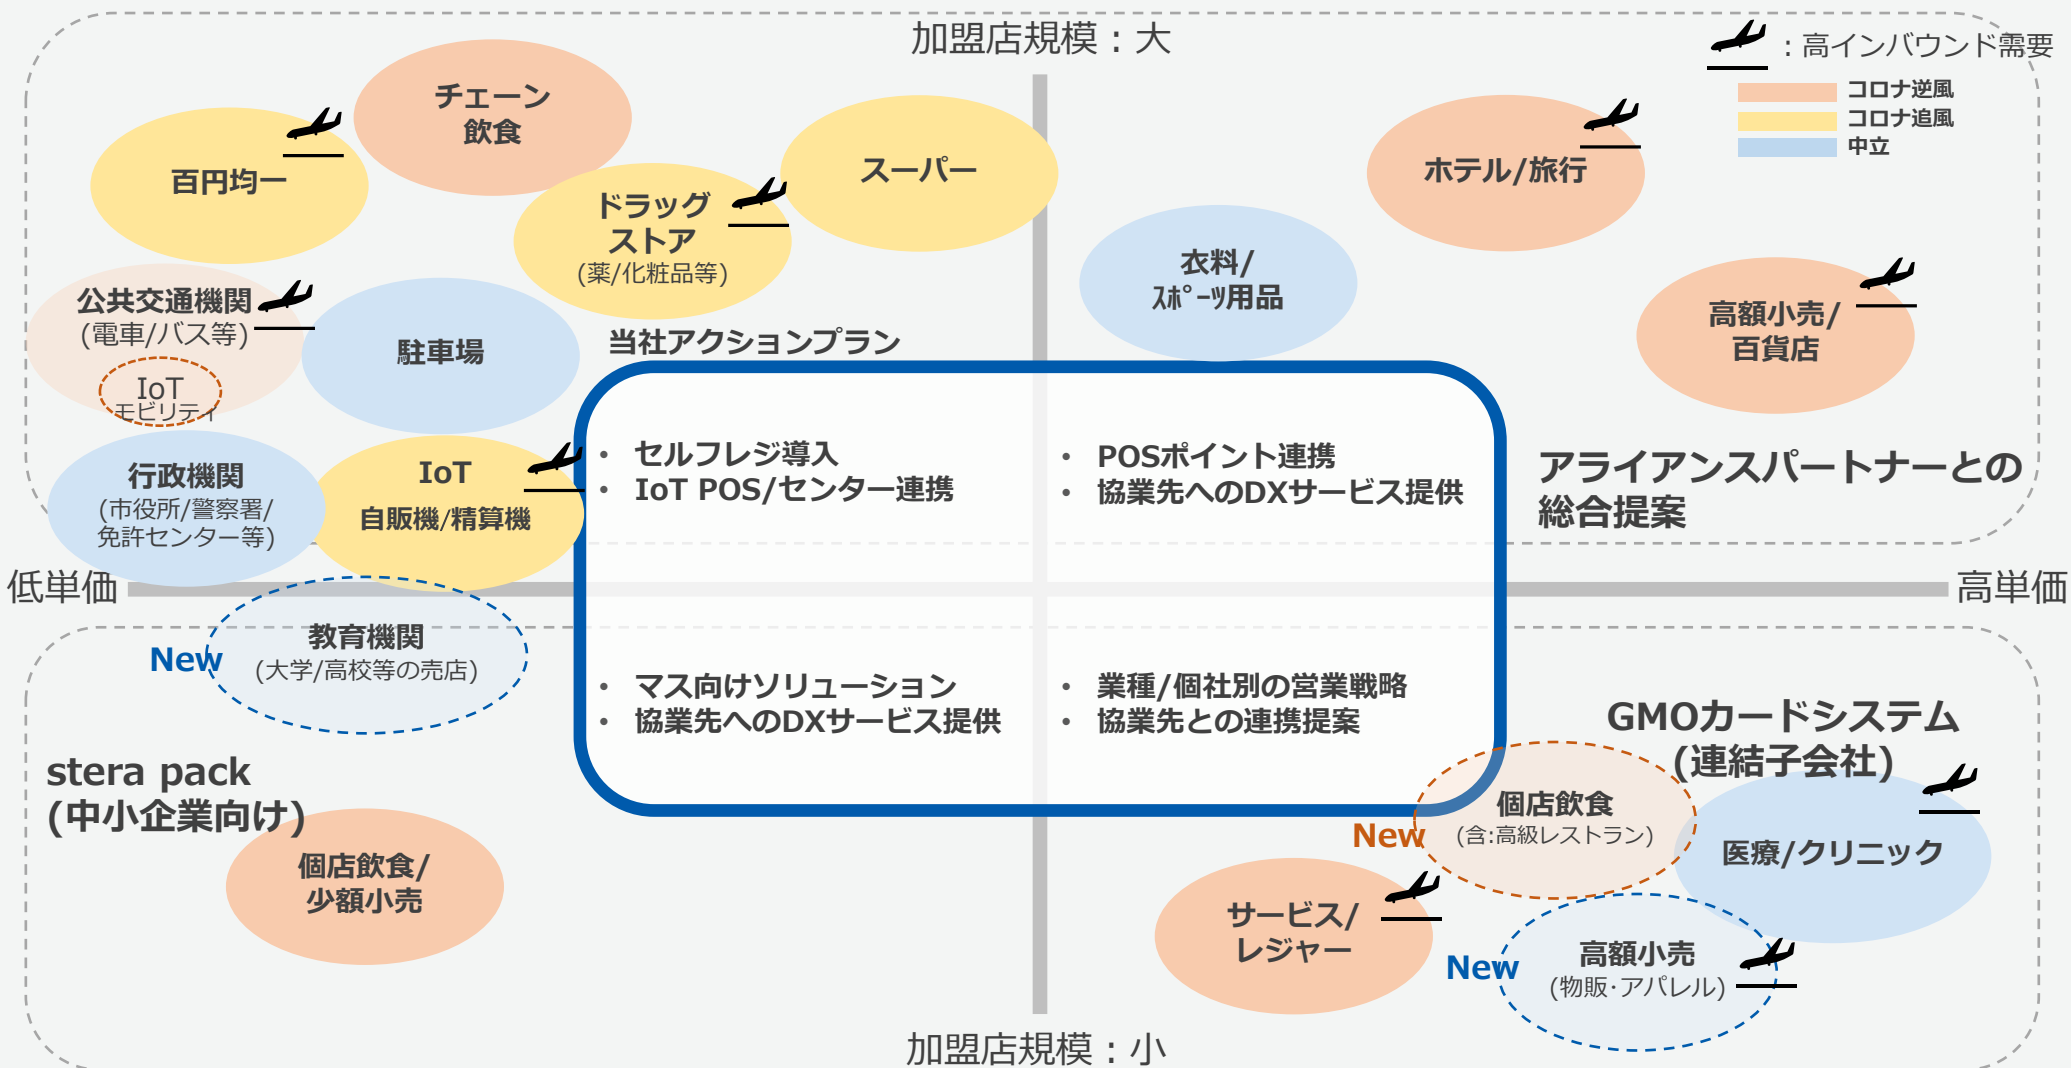 加盟店規模：大
：高インバウンド需要
コロナ逆風
コロナ追風
中立
チェーン
飲食
百円均一
ドラッグ
ストア
(薬/化粧品等)
スーパー
ホテル/旅行
衣料/
ｽﾎﾟｰﾂ用品
高額小売/
百貨店
公共交通機関
(電車/バス等)
IoT
モビリティ
駐車場
行政機関
(市役所/警察署/
免許センター等)
IoT
自販機/精算機
当社アクションプラン
• セルフレジ導入
• IoT POS/センター連携
• POSポイント連携
• 協業先へのDXサービス提供
アライアンスパートナーとの
総合提案
低単価
高単価
New
教育機関
(大学/高校等の売店)
• マス向けソリューション
• 協業先へのDXサービス提供
• 業種/個社別の営業戦略
• 協業先との連携提案
stera pack
(中小企業向け)
個店飲食/
少額小売
GMOカードシステム
(連結子会社)
New
個店飲食
(含:高級レストラン)
医療/クリニック
サービス/
レジャー
New
高額小売
(物販･アパレル)
加盟店規模：小